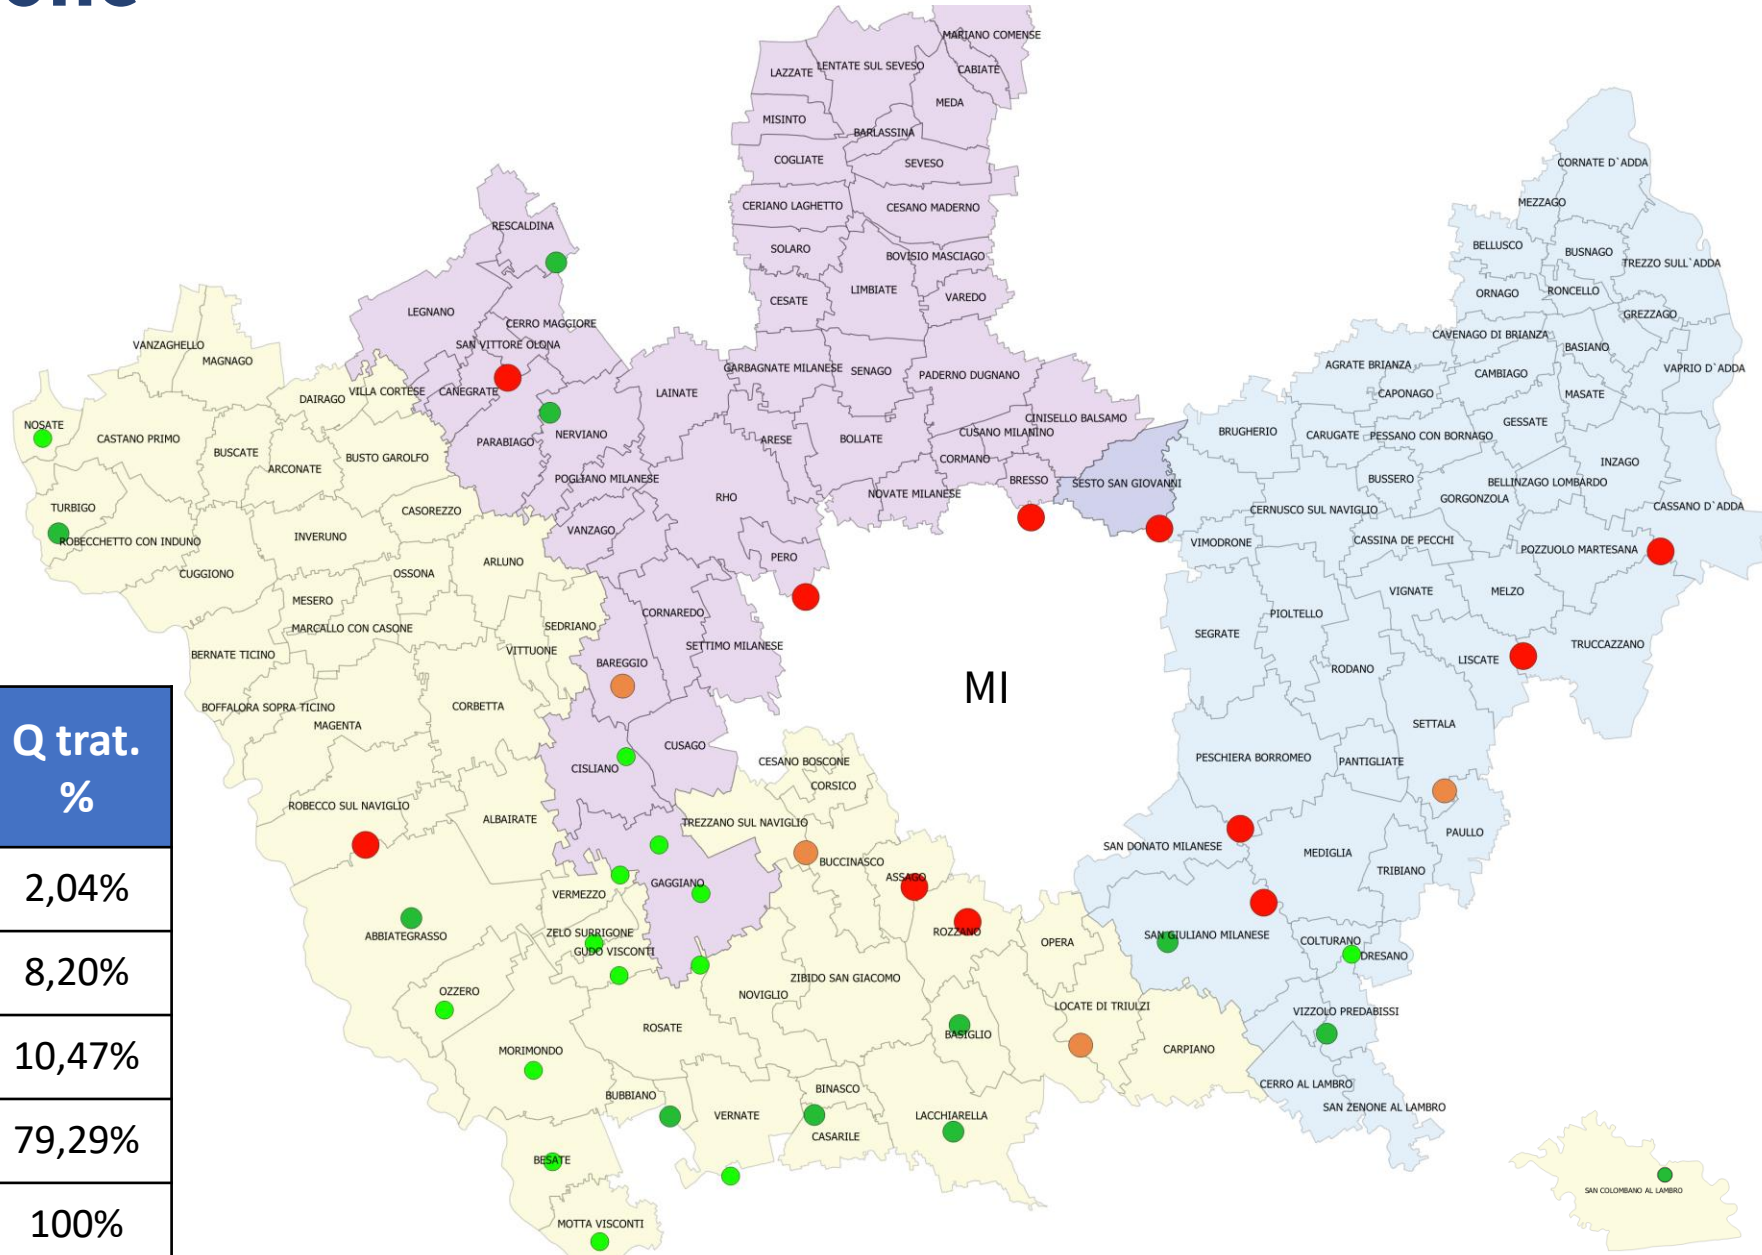 one
MARIANO COMENSE
LENTATE SUL SEVESO
CABIATE
LAZZATE
MEDA
MISINTO
BARLASSINA
COGLIATE
SEVESO
CORNATE D`ADDA
MEZZAGO
CERIANO LAGHETTO
CESANO MADERNO
RESCALDINA
BELLUSCO
SOLARO
BUSNAGO
BOVISIO MASCIAGO
TREZZO SULL`ADDA
LIMBIATE
ORNAGO
RONCELLO
CESATE
VAREDO
LEGNANO
GREZZAGO
CERRO MAGGIORE
CAVENAGO DI BRIANZA
VANZAGHELLO
SAN VITTORE OLONA
BASIANO
MAGNAGO
AGRATE BRIANZA
GARBAGNATE MILANESE
SENAGO
PADERNO DUGNANO
CAMBIAGO
VAPRIO D`ADDA
VILLA CORTESE
CANEGRATE
LAINATE
CAPONAGO
MASATE
DAIRAGO
CINISELLO BALSAMO
NOSATE
GESSATE
CASTANO PRIMO
NERVIANO
CUSANO MILANINO
BRUGHERIO
CARUGATE
PESSANO CON BORNAGO
PARABIAGO
ARESE
BOLLATE
BUSCATE
BUSTO GAROLFO
CORMANO
INZAGO
ARCONATE
POGLIANO MILANESE
BRESSO
SESTO SAN GIOVANNI
BUSSERO
BELLINZAGO LOMBARDO
RHO
NOVATE MILANESE
GORGONZOLA
TURBIGO
CASOREZZO
CERNUSCO SUL NAVIGLIO
CASSANO D`ADDA
VANZAGO
INVERUNO
ROBECCHETTO CON INDUNO
VIMODRONE
CASSINA DE PECCHI
POZZUOLO MARTESANA
PERO
ARLUNO
CUGGIONO
OSSONA
VIGNATE
MELZO
MESERO
CORNAREDO
PIOLTELLO
MARCALLO CON CASONE
SEDRIANO
SEGRATE
SETTIMO MILANESE
TRUCCAZZANO
BERNATE TICINO
VITTUONE
BAREGGIO
LISCATE
RODANO
MI
BOFFALORA SOPRA TICINO
CORBETTA
MAGENTA
SETTALA
CUSAGO
PESCHIERA BORROMEO
PANTIGLIATE
CESANO BOSCONE
CISLIANO
CORSICO
ROBECCO SUL NAVIGLIO
ALBAIRATE
TREZZANO SUL NAVIGLIO
PAULLO
SAN DONATO MILANESE
MEDIGLIA
BUCCINASCO
TRIBIANO
ASSAGO
GAGGIANO
VERMEZZO
ABBIATEGRASSO
ZELO SURRIGONE
ROZZANO
OPERA
SAN GIULIANO MILANESE
COLTURANO
GUDO VISCONTI
DRESANO
ZIBIDO SAN GIACOMO
OZZERO
NOVIGLIO
LOCATE DI TRIULZI
VIZZOLO PREDABISSI
ROSATE
BASIGLIO
MORIMONDO
CARPIANO
CERRO AL LAMBRO
BUBBIANO
BINASCO
VERNATE
LACCHIARELLA
SAN ZENONE AL LAMBRO
CASARILE
BESATE
SAN COLOMBANO AL LAMBRO
MOTTA VISCONTI
Q trat.
%
2,04%
8,20%
10,47%
79,29%
100%